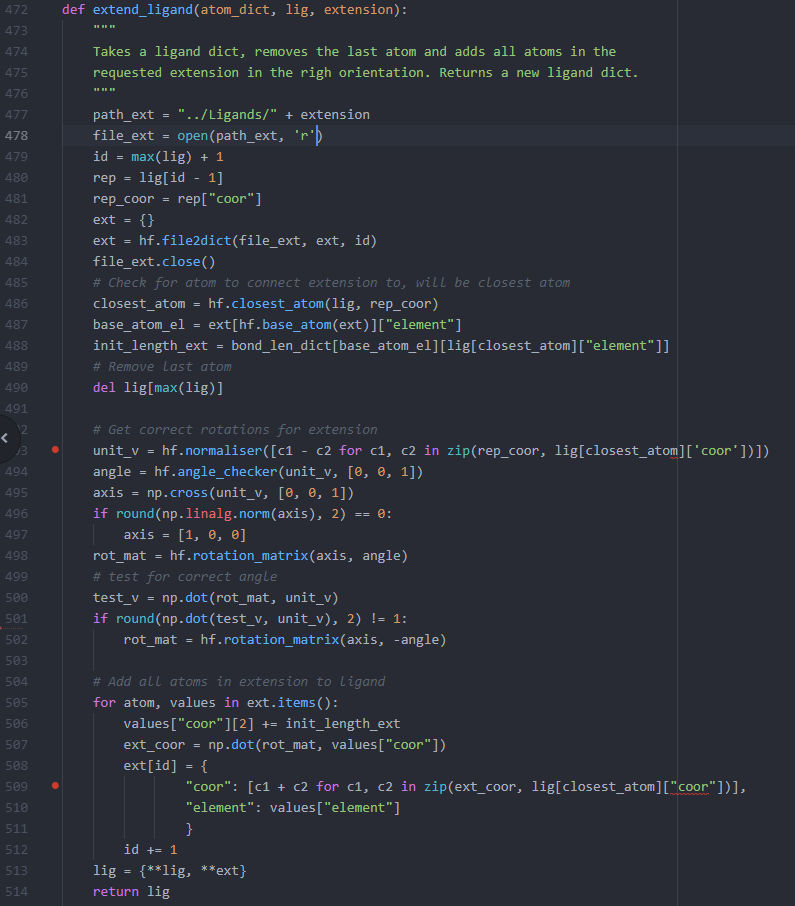 472 def extend_ligand(atom_dict, lig, extension):
473 """
474 Takes a ligand dict, removes the last atom and adds all atoms in the
475 requested extension in the righ orientation. Returns a new ligand dict.
476 """
477 path_ext = "../Ligands/" + extension
478 file_ext = open(path_ext, 'r')
479 id = max(lig) + 1
480 rep = lig[id - 1]
481 rep_coor = rep["coor"]
482 ext = {}
483 ext = hf.file2dict(file_ext, ext, id)
484 file_ext.close()
485 # Check for atom to connect extension to, will be closest atom
486 closest_atom = hf.closest_atom(lig, rep_coor)
487 base_atom_el = ext[hf.base_atom(ext)]["element"]
488 init_length_ext = bond_len_dict[base_atom_el][lig[closest_atom]["element"]]
489 # Remove last atom
490 del lig[max(lig)]
491
2 # Get correct rotations for extension
3 unit_v = hf.normaliser([c1 - c2 for c1, c2 in zip(rep_coor, lig[closest_atom]['coor'])])
494 angle = hf.angle_checker(unit_v, [0, 0, 1])
495 axis = np.cross(unit_v, [0, 0, 1])
496 if round(np.linalg.norm(axis), 2) == 0:
497 axis = [1, 0, 0]
498 rot_mat = hf.rotation_matrix(axis, angle)
499 # test for correct angle
500 test_v = np.dot(rot_mat, unit_v)
501 if round(np.dot(test_v, unit_v), 2) != 1:
502 rot_mat = hf.rotation_matrix(axis, -angle)
503
504 # Add all atoms in extension to ligand
505 for atom, values in ext.items():
506 values["coor"][2] += init_length_ext
507 ext_coor = np.dot(rot_mat, values["coor"])
508 ext[id] = {
509 "coor": [c1 + c2 for c1, c2 in zip(ext_coor, lig[closest_atom]["coor"])],
510 "element": values["element"]
511 }
512 id += 1
513 lig = {**lig, **ext}
514 return lig